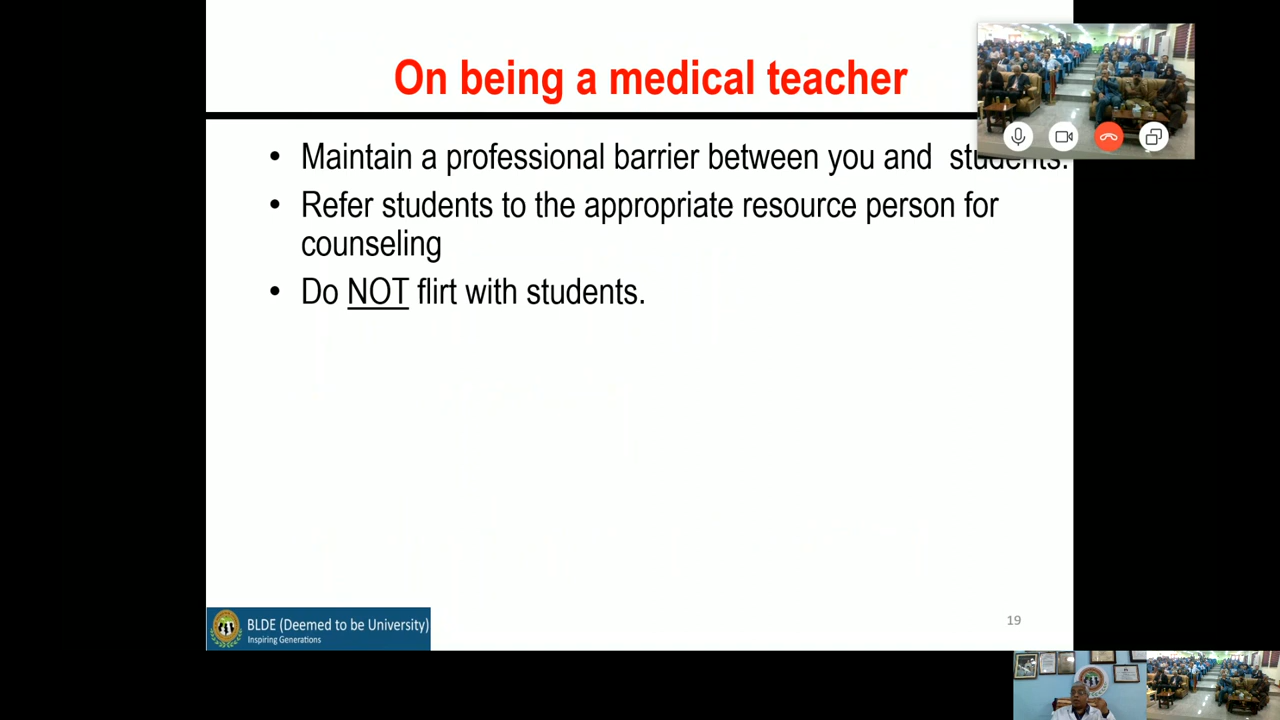 On being a medical teacher
• Maintain a professional barrier between you and students.
• Refer students to the appropriate resource person for
counseling
• Do NOT flirt with students.
BLDE (Deemed to be University)
Inspiring Generations
19